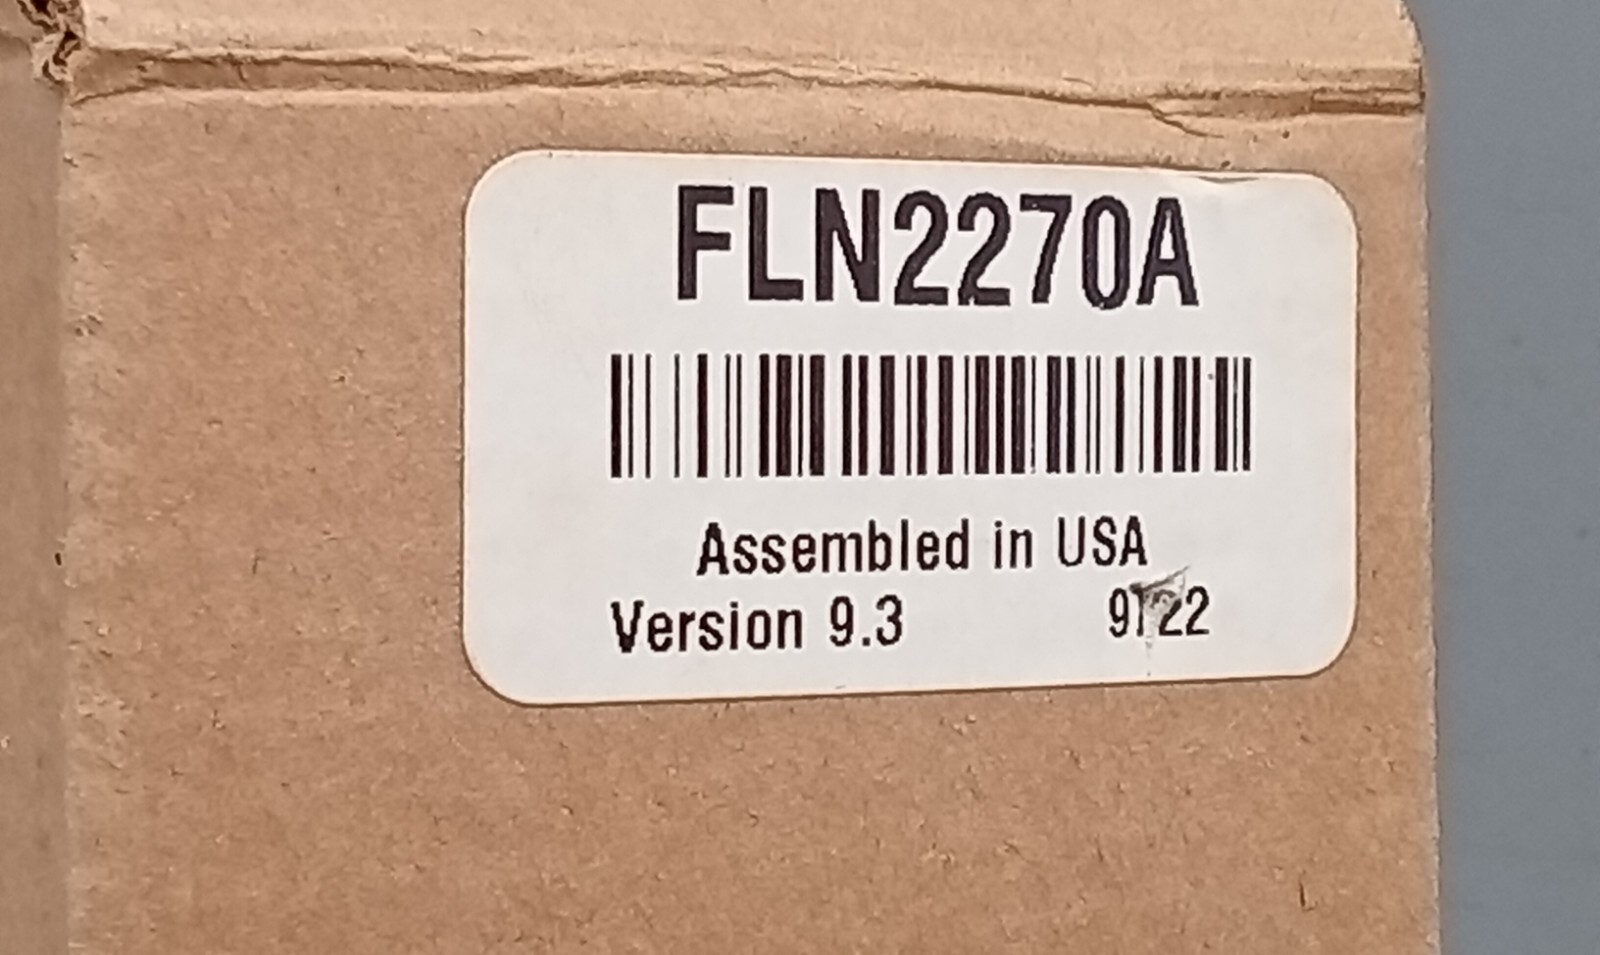 FLN2270A
Assembled in USA
Version 9.3